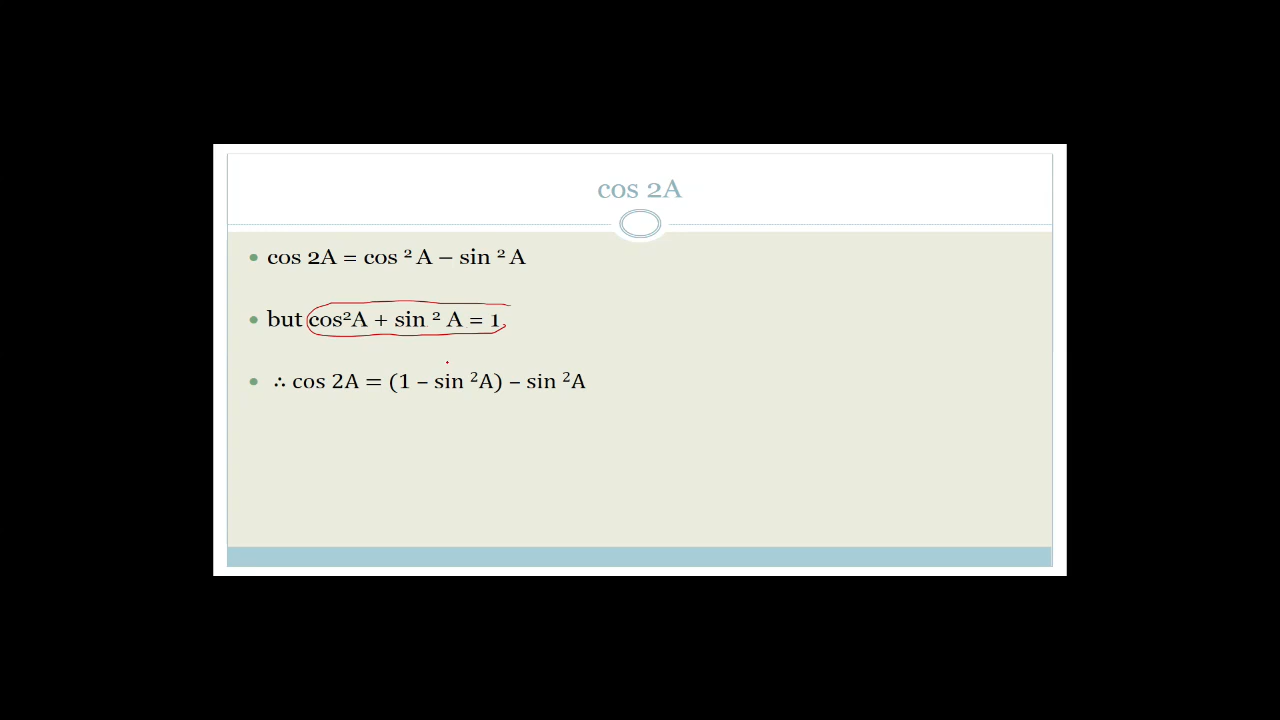 cos 2A
• cos 2A = cos ² A – sin ² A
• but cos²A + sin ² A = 1
• ∴ cos 2A = (1 – sin ²A) – sin ²A